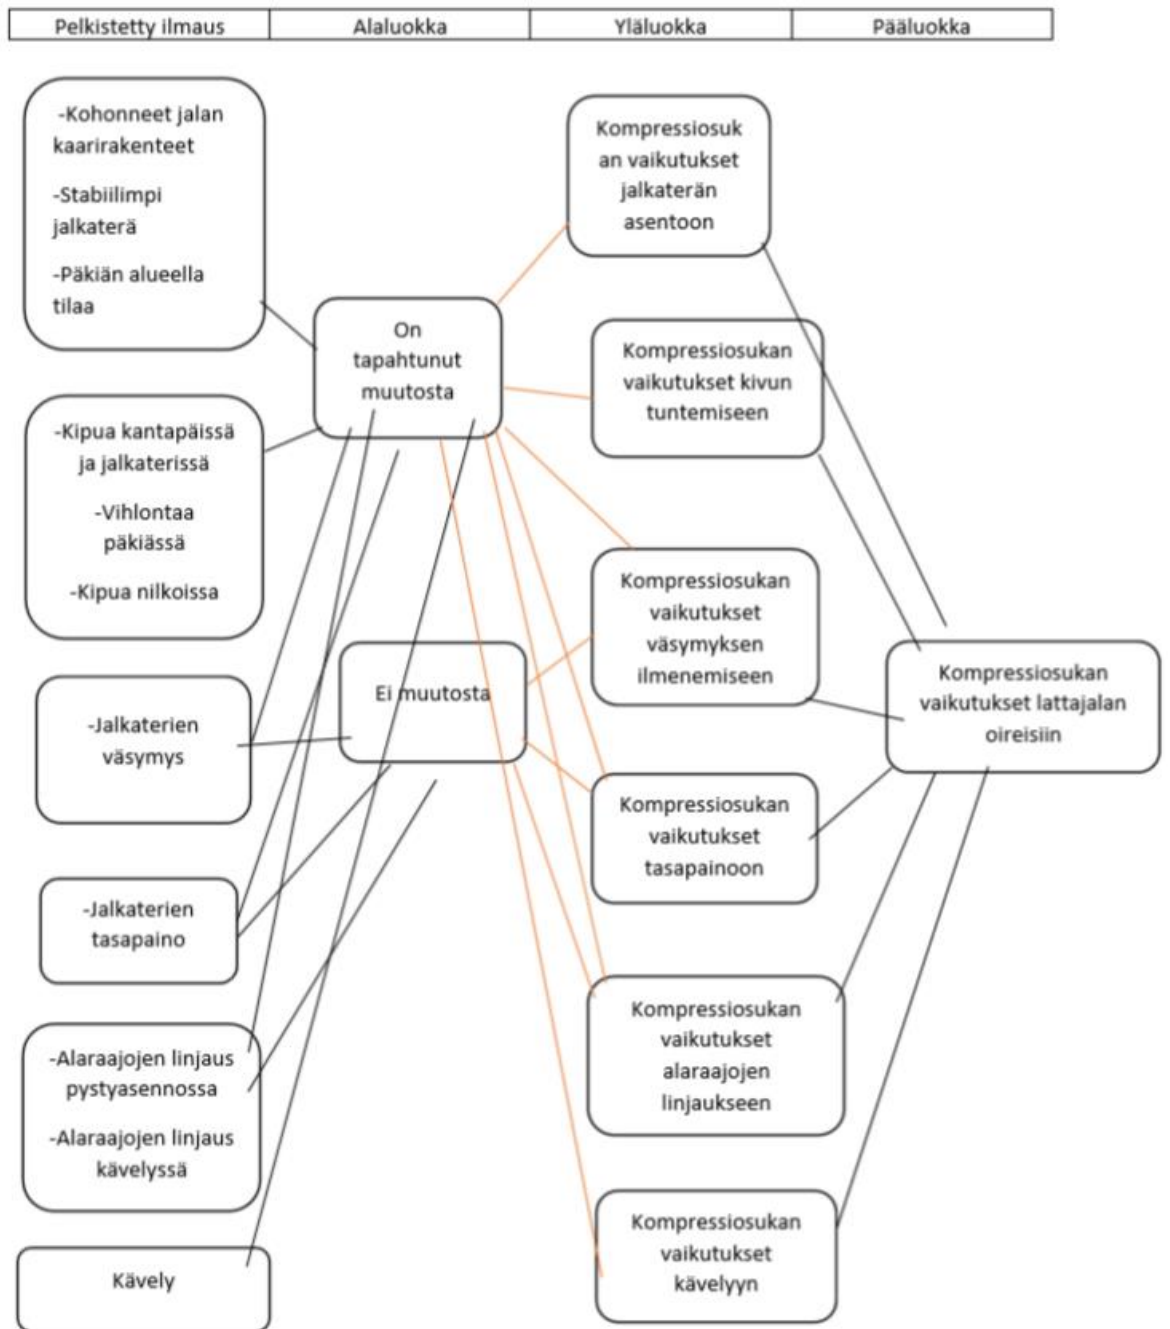 Pelkistetty ilmaus
Alaluokka
Yläluokka
Pääluokka
-Kohonneet jalan
kaarirakenteet
-Stabiilimpi
jalkaterä
-Päkiän alueella
tilaa
-Kipua kantapäissä
ja jalkaterissä
-Vihlontaa
päkiässä
-Kipua nilkoissa
-Jalkaterien
väsymys
-Jalkaterien
tasapaino
-Alaraajojen linjaus
pystyasennossa
-Alaraajojen linjaus
kävelyssä
Kävely
On
tapahtunut
muutosta
Ei muutosta
Kompressiosuk
an vaikutukset
jalkaterän
asentoon
Kompressiosukan
vaikutukset kivun
tuntemiseen
Kompressiosukan
vaikutukset
väsymyksen
ilmenemiseen
Kompressiosukan
vaikutukset
tasapainoon
Kompressiosukan
vaikutukset
alaraajojen
linjaukseen
Kompressiosukan
vaikutukset
kävelyyn
Kompressiosukan
vaikutukset lattajalan
oireisiin